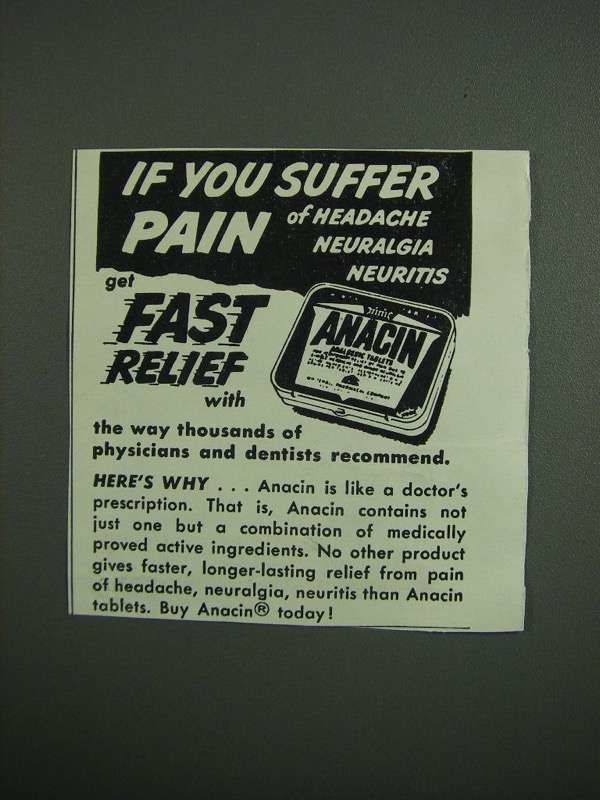 IF YOU SUFFER
PAIN of HEADACHE
NEURALGIA
NEURITIS
get
FAST
RELIEF
with
ANACIN
ANALGESIC TABLETS
the way thousands of
physicians and dentists recommend.
HERE'S WHY . . . Anacin is like a doctor's
prescription. That is, Anacin contains not
just one but a combination of medically
proved active ingredients. No other product
gives faster, longer-lasting relief from pain
of headache, neuralgia, neuritis than Anacin
tablets. Buy Anacin® today!